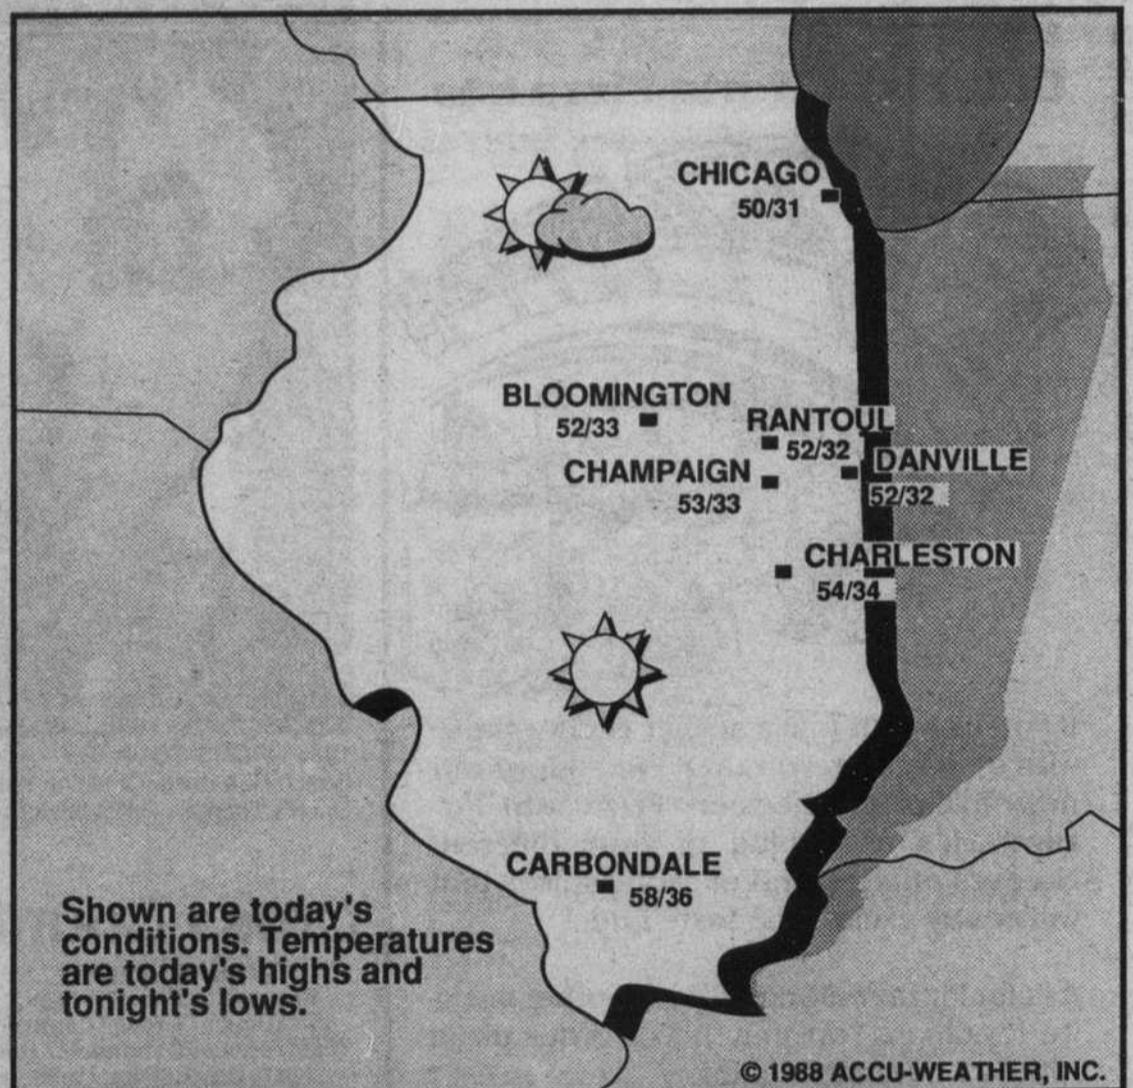 CHICAGO
50/31
BLOOMINGTON
52/33
RANTOUL
52/32
DANVILLE
52/32
CHAMPAIGN
53/33
CHARLESTON
54/34
CARBONDALE
58/36
Shown are today's
conditions. Temperatures
are today's highs and
tonight's lows.
© 1988 ACCU-WEATHER, INC.